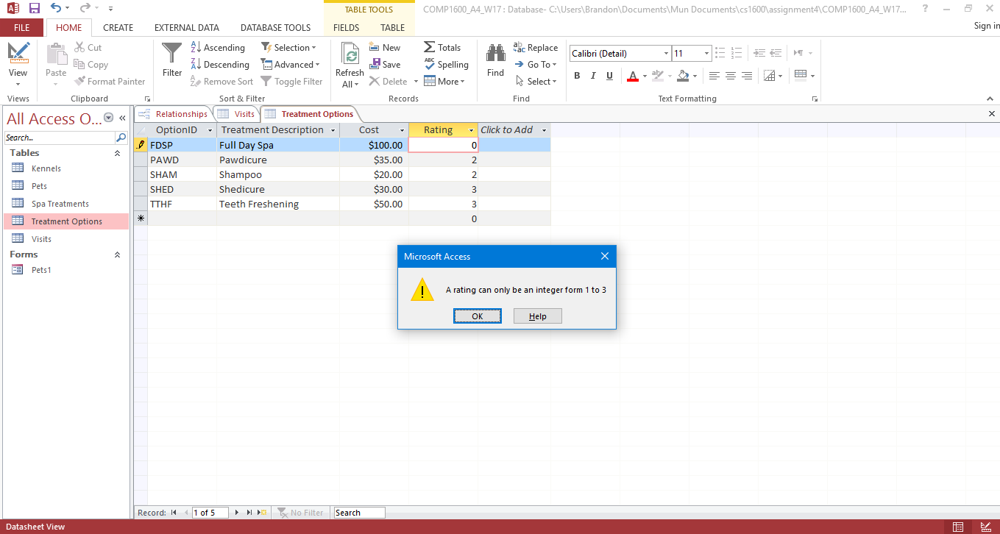 TABLE TOOLS
COMP1600_A4_W17 : Database- C:\Users\Brandon\Documents\Mun Documents\cs1600\assignment4\COMP1600_A4_W17...
?
FILE HOME CREATE EXTERNAL DATA DATABASE TOOLS FIELDS TABLE
Sign in
View
Views
Paste
Cut
Copy
Format Painter
Clipboard
Filter
Ascending
Descending
Remove Sort
Selection
Advanced
Toggle Filter
Sort & Filter
Refresh
All
New
Save
Delete
Totals
Spelling
More
Records
Find
Replace
Go To
Select
Find
Calibri (Detail) 11
B I U A
Text Formatting
All Access O...
Search...
Tables
Kennels
Pets
Spa Treatments
Treatment Options
Visits
Forms
Pets1
Relationships Visits Treatment Options
OptionID Treatment Description Cost Rating Click to Add
FDSP Full Day Spa $100.00 0
PAWD Pawdicure $35.00 2
SHAM Shampoo $20.00 2
SHED Shedicure $30.00 3
TTHF Teeth Freshening $50.00 3
0
Microsoft Access
A rating can only be an integer form 1 to 3
OK Help
Record: 1 of 5 No Filter Search
Datasheet View